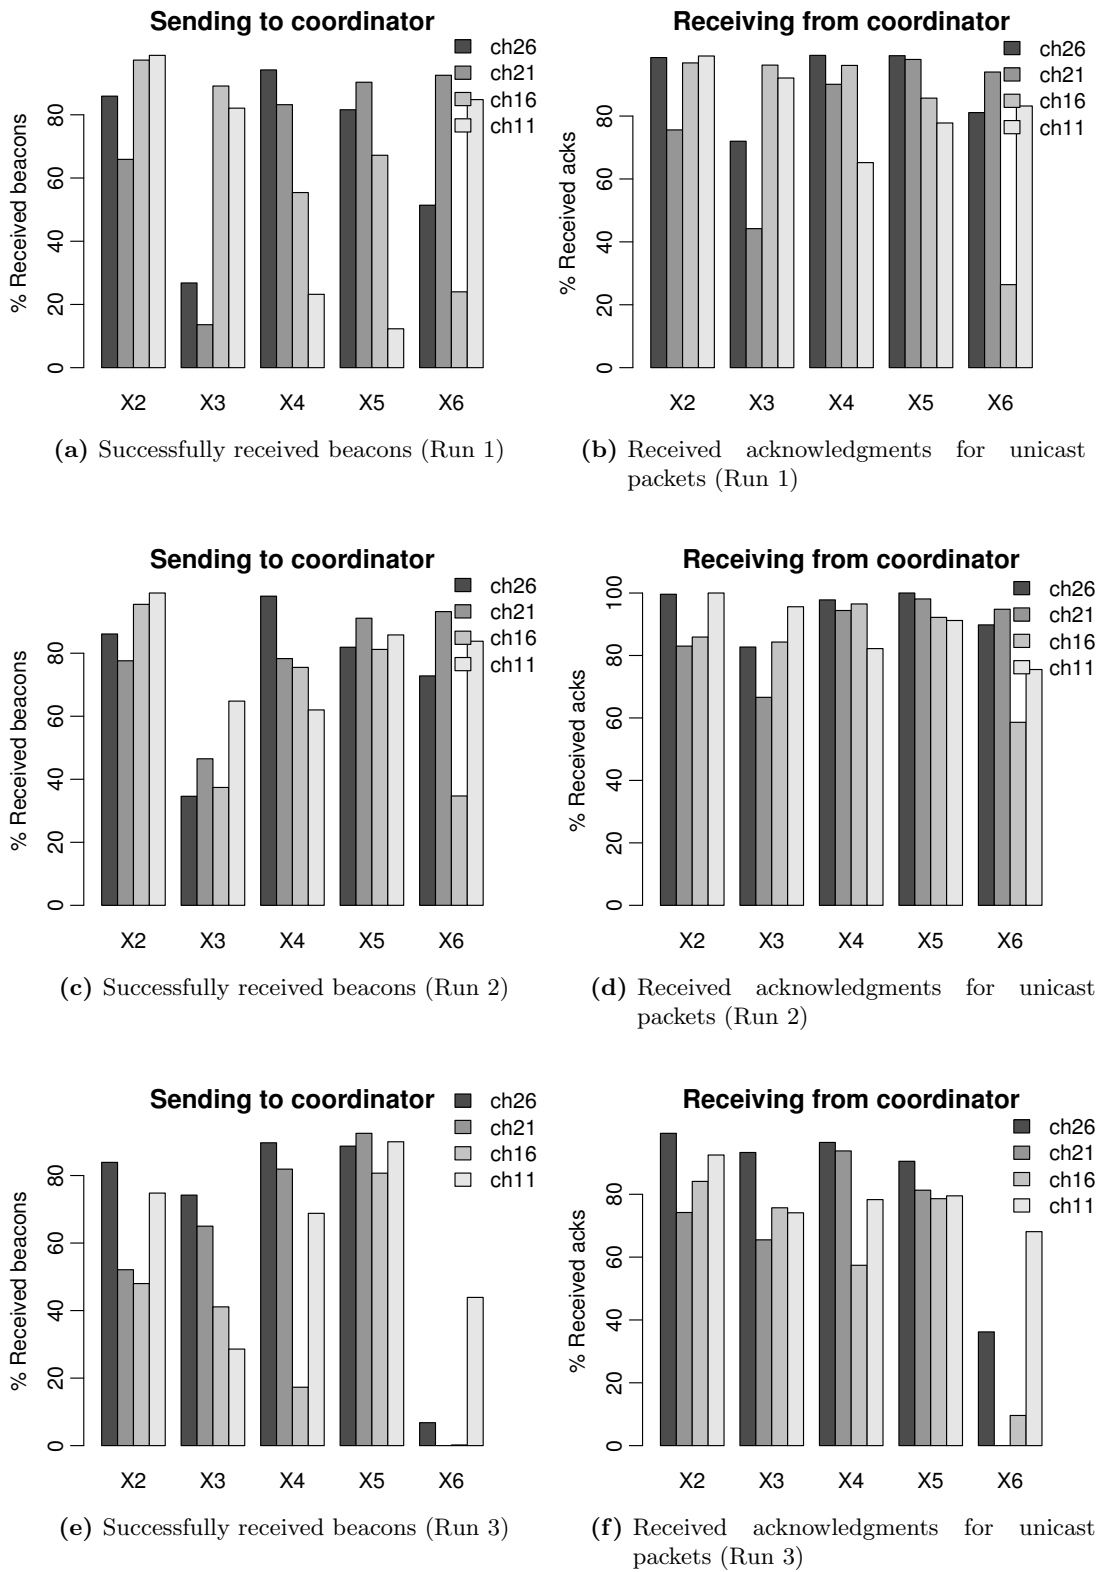 Sending to coordinator
ch26
ch21
ch16
ch11
% Received beacons
0
20
40
60
80
X2 X3 X4 X5 X6
(a) Successfully received beacons (Run 1)
Receiving from coordinator
ch26
ch21
ch16
ch11
% Received acks
0
20
40
60
80
X2 X3 X4 X5 X6
(b) Received acknowledgments for unicast
packets (Run 1)
Sending to coordinator
ch26
ch21
ch16
ch11
% Received beacons
0
20
40
60
80
X2 X3 X4 X5 X6
(c) Successfully received beacons (Run 2)
Receiving from coordinator
ch26
ch21
ch16
ch11
% Received acks
0
20
40
60
80
100
X2 X3 X4 X5 X6
(d) Received acknowledgments for unicast
packets (Run 2)
Sending to coordinator
ch26
ch21
ch16
ch11
% Received beacons
0
20
40
60
80
X2 X3 X4 X5 X6
(e) Successfully received beacons (Run 3)
Receiving from coordinator
ch26
ch21
ch16
ch11
% Received acks
0
20
40
60
80
X2 X3 X4 X5 X6
(f) Received acknowledgments for unicast
packets (Run 3)